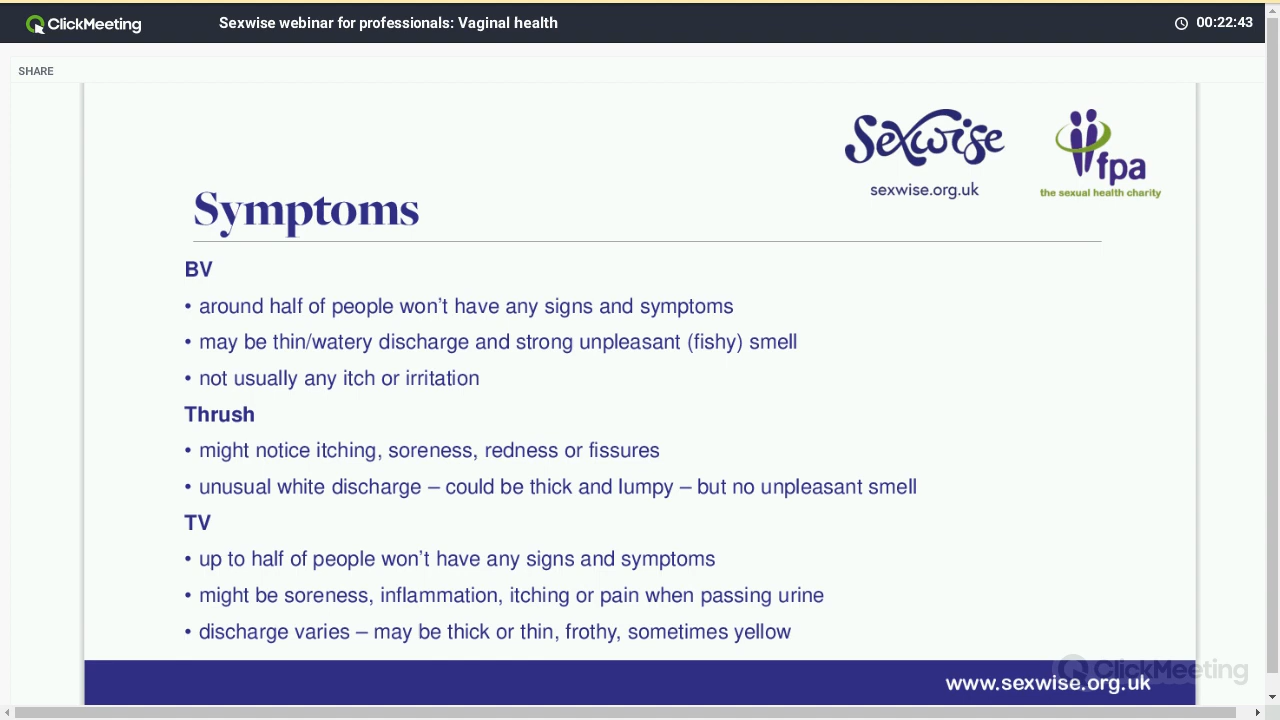 ClickMeeting
Sexwise webinar for professionals: Vaginal health
00:22:43
SHARE
Sexwise
sexwise.org.uk
fpa
the sexual health charity
Symptoms
BV
• around half of people won’t have any signs and symptoms
• may be thin/watery discharge and strong unpleasant (fishy) smell
• not usually any itch or irritation
Thrush
• might notice itching, soreness, redness or fissures
• unusual white discharge – could be thick and lumpy – but no unpleasant smell
TV
• up to half of people won’t have any signs and symptoms
• might be soreness, inflammation, itching or pain when passing urine
• discharge varies – may be thick or thin, frothy, sometimes yellow
ClickMeeting
www.sexwise.org.uk